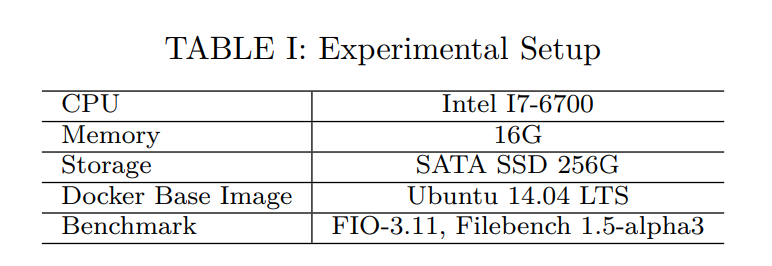 TABLE I: Experimental Setup
CPU Intel I7-6700
Memory 16G
Storage SATA SSD 256G
Docker Base Image Ubuntu 14.04 LTS
Benchmark FIO-3.11, Filebench 1.5-alpha3